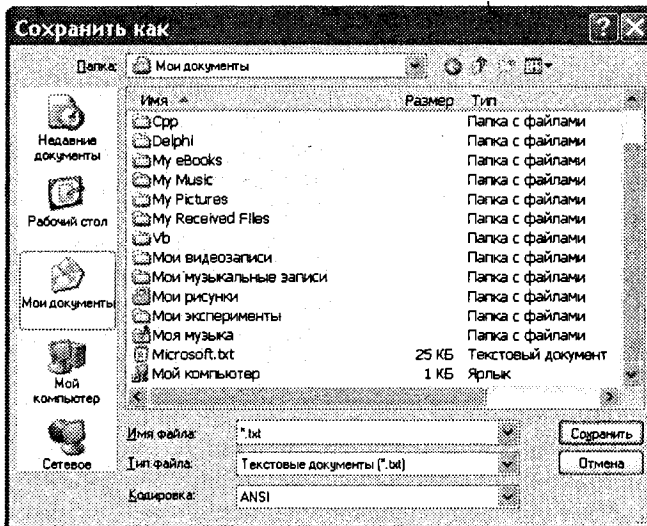 Сохранить как
Папка: Мои документы
Имя Размер Тип
Cpp Папка с файлами
Delphi Папка с файлами
My eBooks Папка с файлами
My Music Папка с файлами
My Pictures Папка с файлами
My Received Files Папка с файлами
Vb Папка с файлами
Мои видеозаписи Папка с файлами
Мои музыкальные записи Папка с файлами
Мои рисунки Папка с файлами
Мои эксперименты Папка с файлами
Моя музыка Папка с файлами
Microsoft.txt 25 КБ Текстовый документ
Мой компьютер 1 КБ Ярлык
Недавние
документы
Рабочий стол
Мои документы
Мой
компьютер
Сетевое
Имя файла: *.txt Сохранить
Тип файла: Текстовые документы (*.txt) Отмена
Кодировка: ANSI